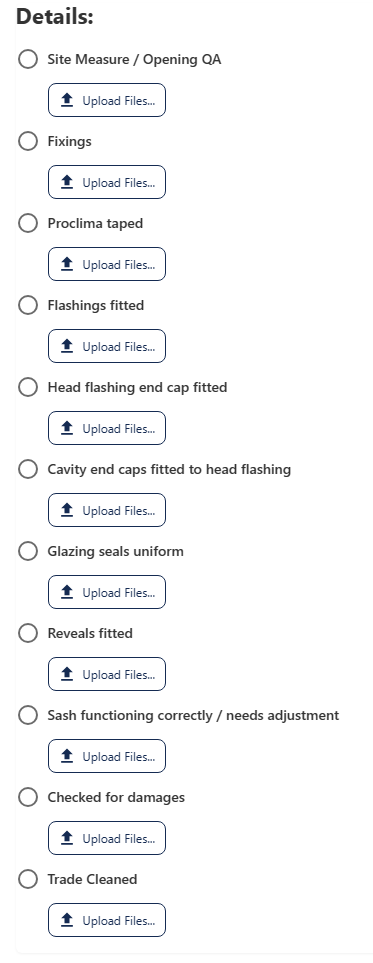 Details:
Site Measure / Opening QA
Upload Files...
Fixings
Upload Files...
Proclima taped
Upload Files...
Flashings fitted
Upload Files...
Head flashing end cap fitted
Upload Files...
Cavity end caps fitted to head flashing
Upload Files...
Glazing seals uniform
Upload Files...
Reveals fitted
Upload Files...
Sash functioning correctly / needs adjustment
Upload Files...
Checked for damages
Upload Files...
Trade Cleaned
Upload Files...